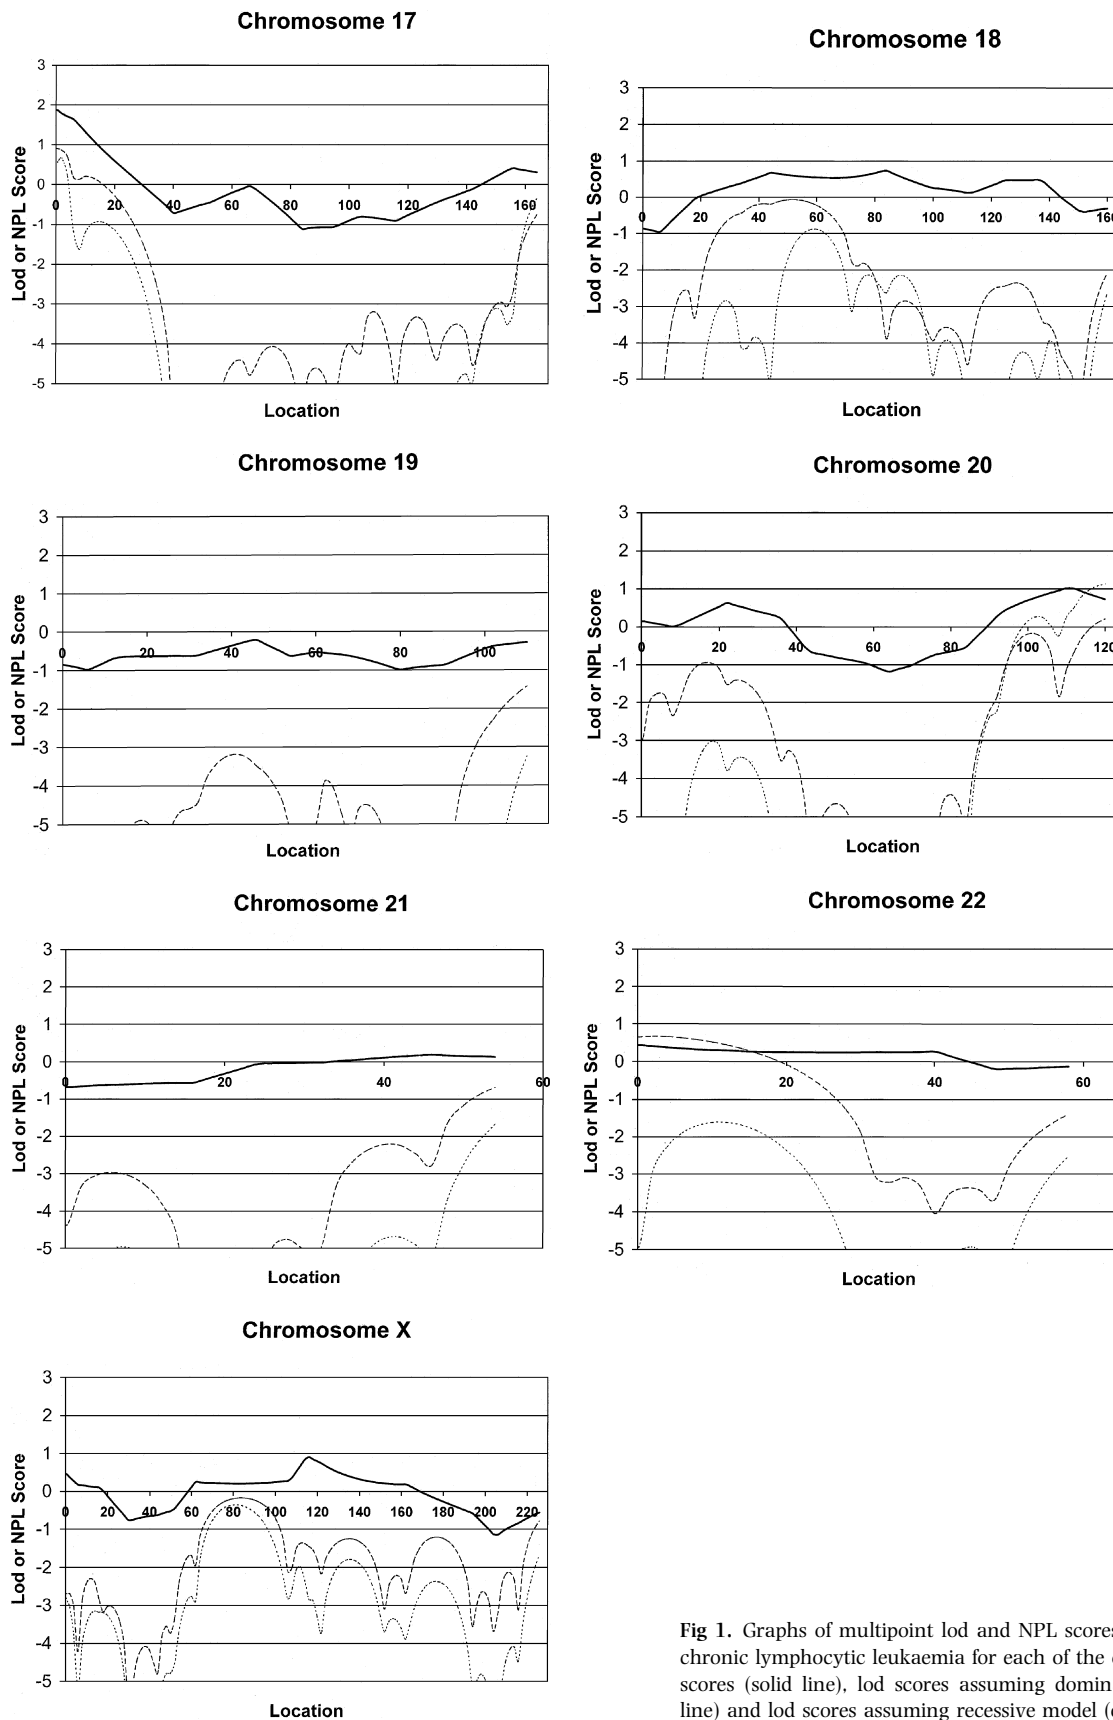 Chromosome 17
3
2
1
0
-1
-2
-3
-4
-5
0 20 40 60 80 100 120 140 160
Lod or NPL Score
Location
Chromosome 18
3
2
1
0
-1
-2
-3
-4
-5
0 20 40 60 80 100 120 140 160
Lod or NPL Score
Location
Chromosome 19
3
2
1
0
-1
-2
-3
-4
-5
0 20 40 60 80 100
Lod or NPL Score
Location
Chromosome 20
3
2
1
0
-1
-2
-3
-4
-5
0 20 40 60 80 100 120
Lod or NPL Score
Location
Chromosome 21
3
2
1
0
-1
-2
-3
-4
-5
0 20 40 60
Lod or NPL Score
Location
Chromosome 22
3
2
1
0
-1
-2
-3
-4
-5
0 20 40 60
Lod or NPL Score
Location
Chromosome X
3
2
1
0
-1
-2
-3
-4
-5
0 20 40 60 80 100 120 140 160 180 200 220
Lod or NPL Score
Location
Fig 1. Graphs of multipoint lod and NPL scores
chronic lymphocytic leukaemia for each of the
scores (solid line), lod scores assuming domin
line) and lod scores assuming recessive model (